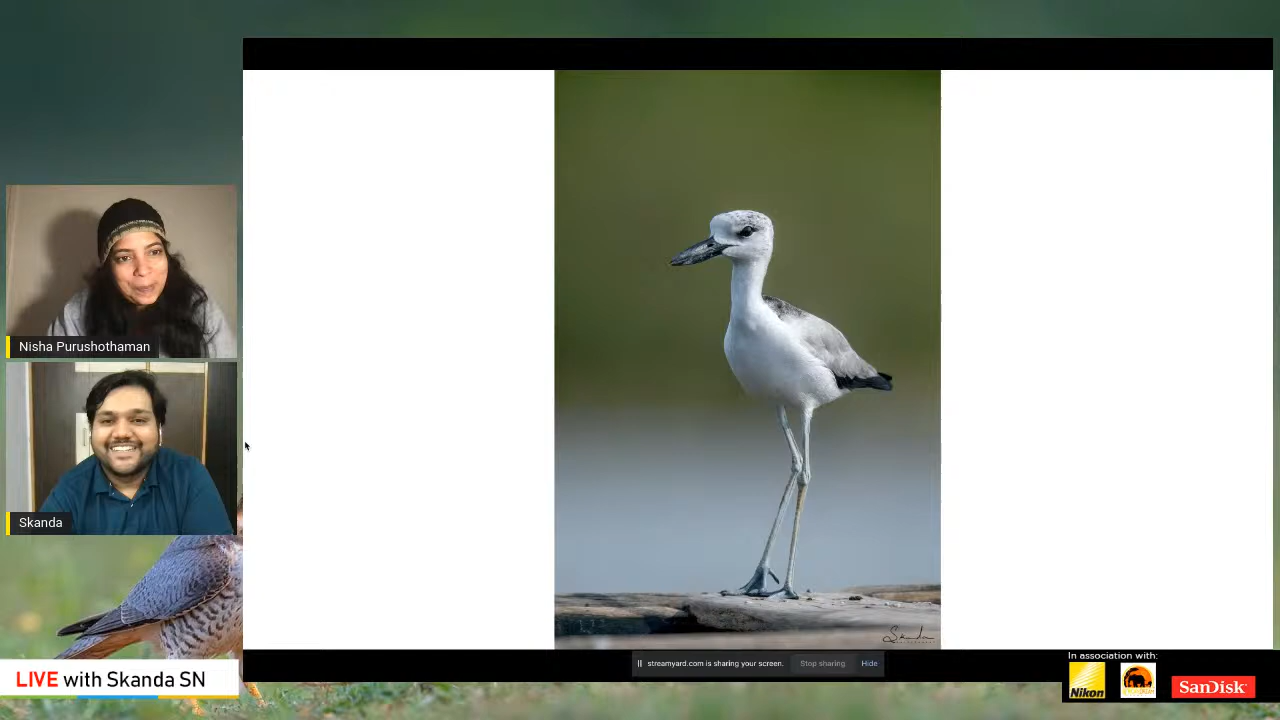 Nisha Purushothaman
Skanda
LIVE with Skanda SN
Skanda
streamyard.com is sharing your screen.
Stop sharing
Hide
In association with:
Nikon
SanDisk